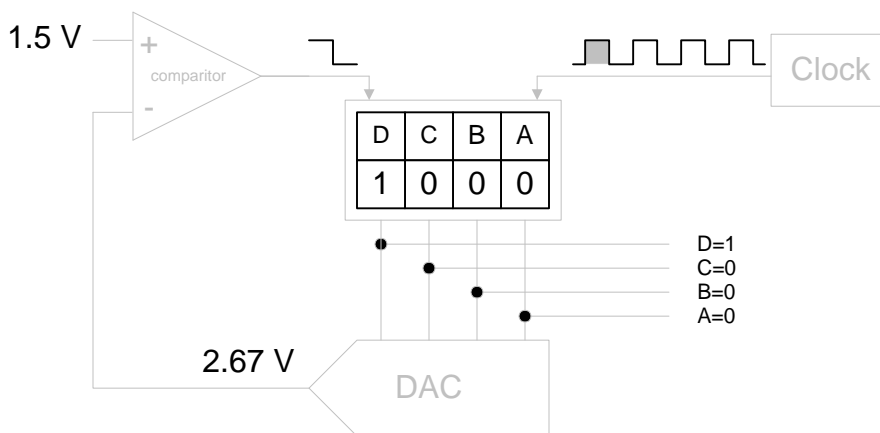 1.5 V
+
comparitor
-
Clock
D C B A
1 0 0 0
D=1
C=0
B=0
A=0
2.67 V
DAC